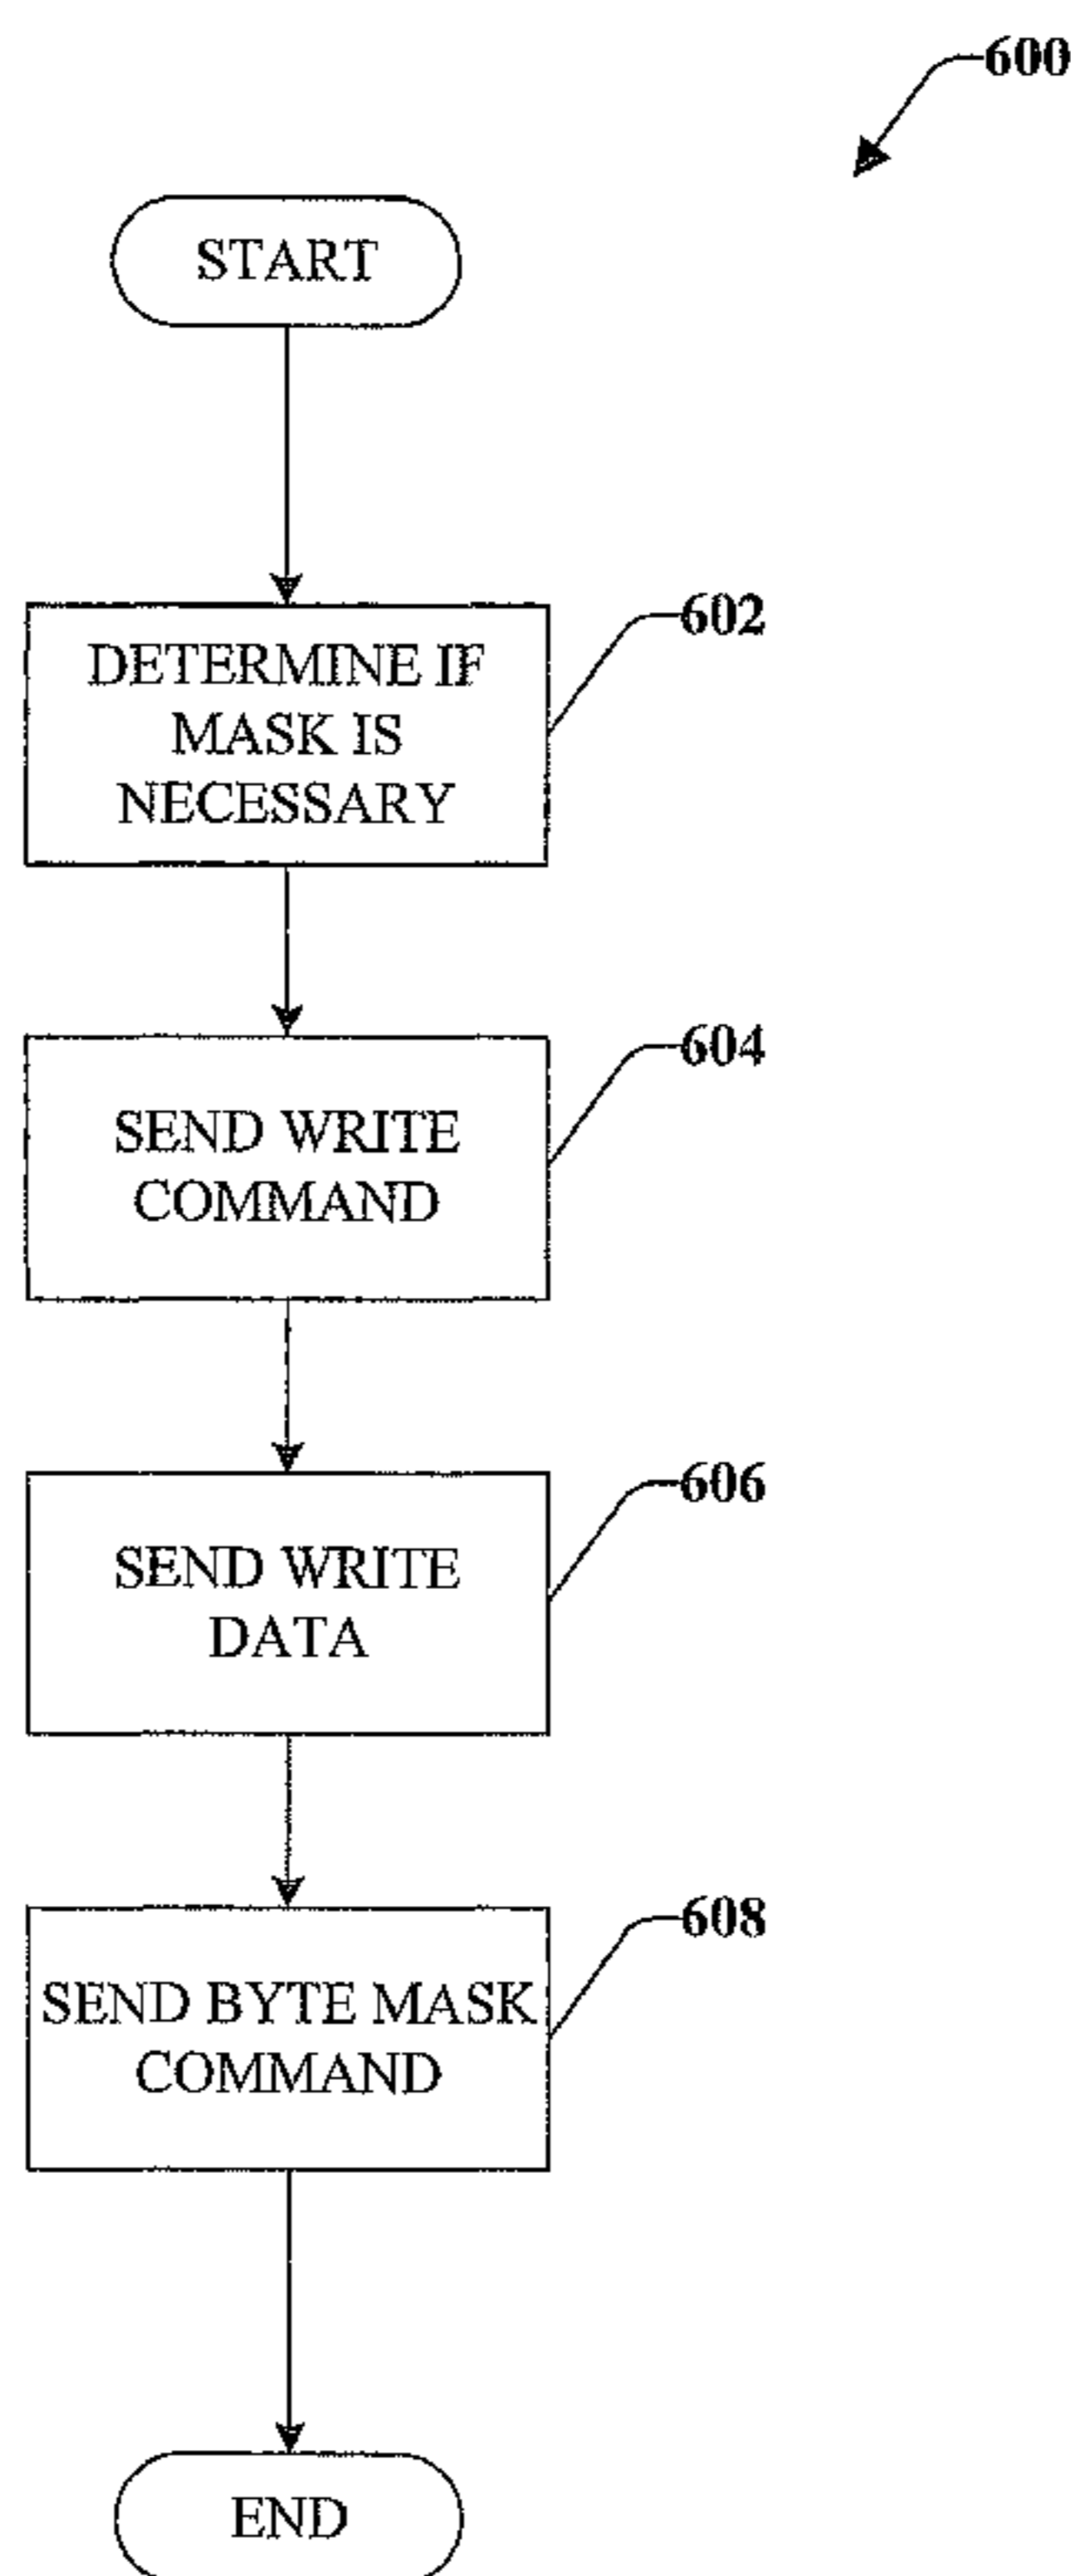 600
START
DETERMINE IF
MASK IS
NECESSARY
602
SEND WRITE
COMMAND
604
SEND WRITE
DATA
606
SEND BYTE MASK
COMMAND
608
END